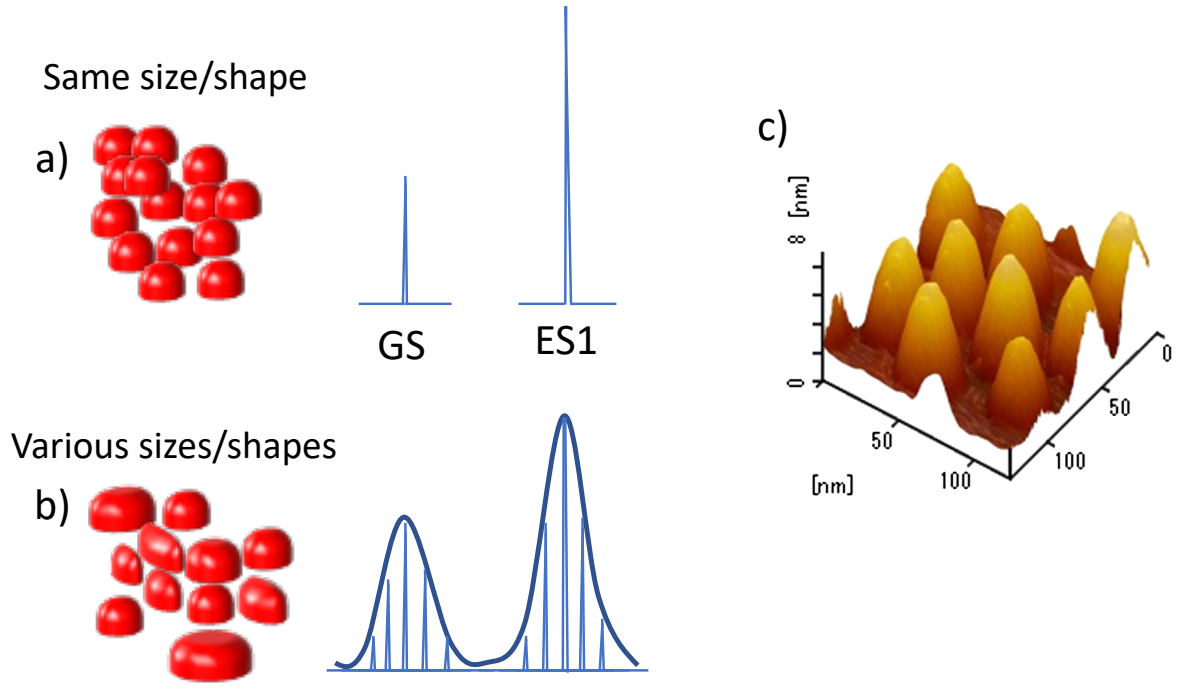 Same size/shape
a)
GS
ES1
Various sizes/shapes
b)
c)
[nm]
8
0
50
100
[nm]
0
50
100